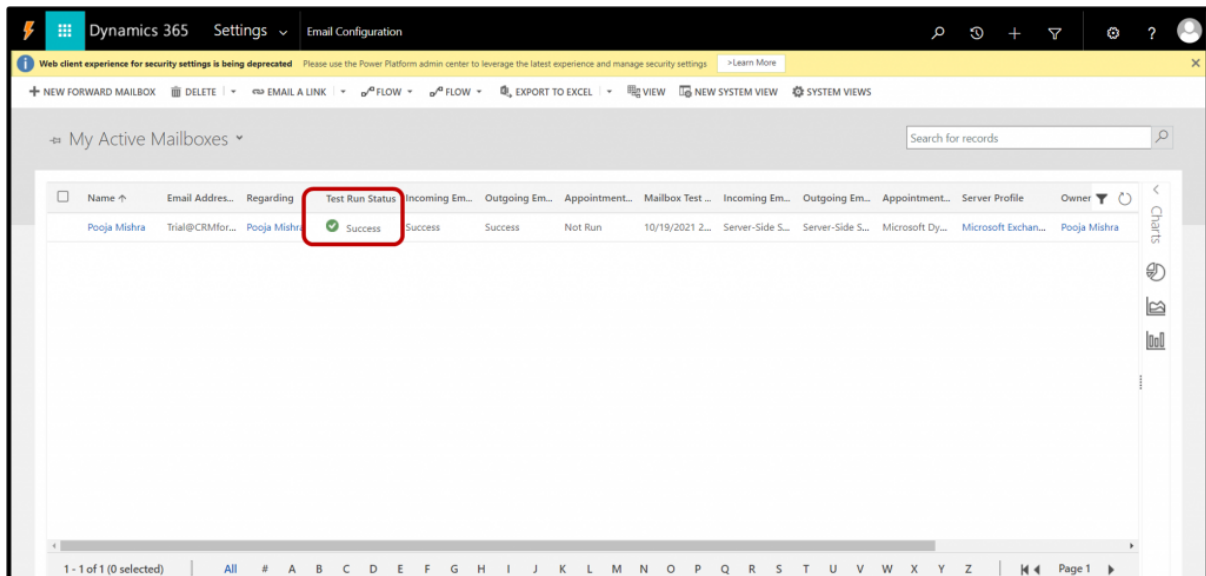 Dynamics 365 Settings Email Configuration ?
Web client experience for security settings is being deprecated Please use the Power Platform admin center to leverage the latest experience and manage security settings >Learn More
NEW FORWARD MAILBOX DELETE EMAIL A LINK FLOW FLOW EXPORT TO EXCEL VIEW NEW SYSTEM VIEW SYSTEM VIEWS
My Active Mailboxes Search for records
Name ↑ Email Addres... Regarding Test Run Status Incoming Em... Outgoing Em... Appointment... Mailbox Test ... Incoming Em... Outgoing Em... Appointment... Server Profile Owner
Pooja Mishra Trial@CRMfor... Pooja Mishra Success Success Success Not Run 10/19/2021 2... Server-Side S... Server-Side S... Microsoft Dy... Microsoft Exchan... Pooja Mishra
Charts
1 - 1 of 1 (0 selected) All # A B C D E F G H I J K L M N O P Q R S T U V W X Y Z Page 1